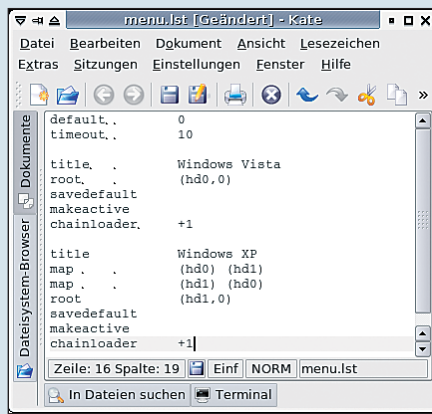 menu.lst [Geändert] - Kate
Datei Bearbeiten Dokument Ansicht Lesezeichen
Extras Sitzungen Einstellungen Fenster Hilfe
»
Dokumente
Dateisystem-Browser
default. . 0
timeout. . 10
title. . Windows Vista
root. . (hd0,0)
savedefault
makeactive
chainloader. +1
title Windows XP
map . . (hd0) (hd1)
map . . (hd1) (hd0)
root (hd1,0)
savedefault
makeactive
chainloader +1
Zeile: 16 Spalte: 19 Einf NORM menu.lst
In Dateien suchen Terminal